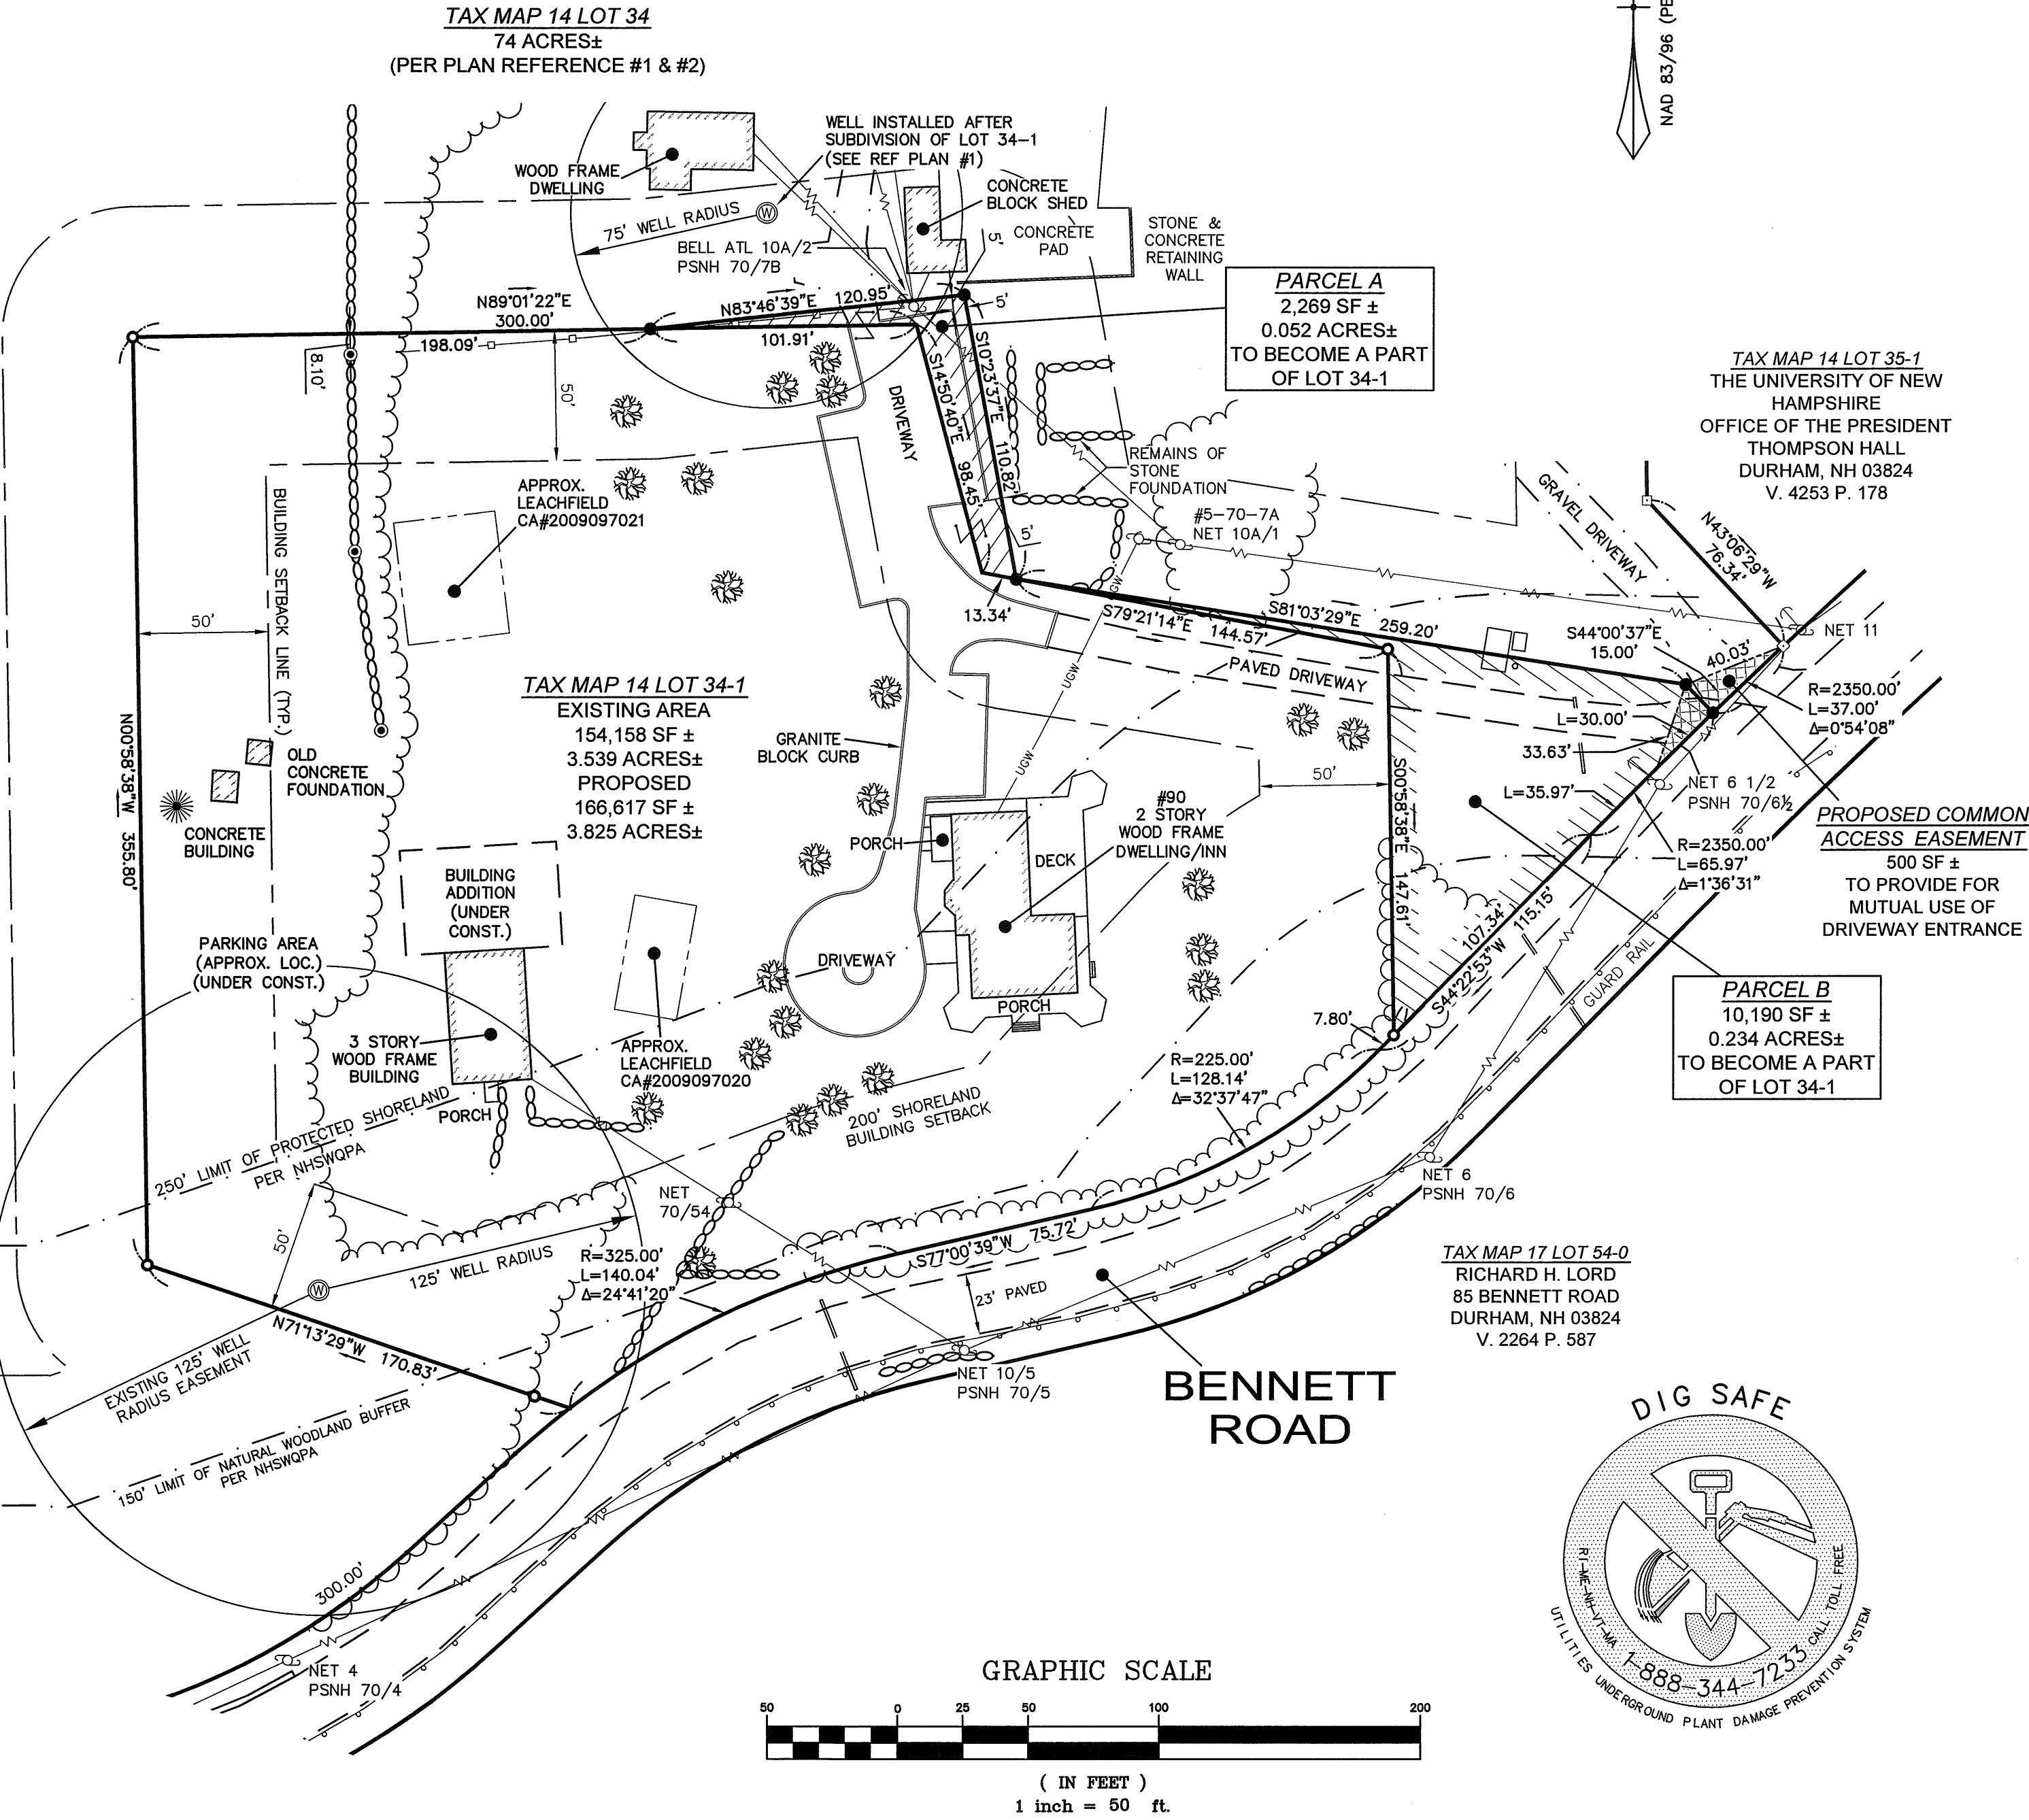 TAX MAP 14 LOT 34
74 ACRES±
(PER PLAN REFERENCE #1 & #2)
NAD 83/96 (PE
WELL INSTALLED AFTER
SUBDIVISION OF LOT 34-1
(SEE REF PLAN #1)
WOOD FRAME
DWELLING
CONCRETE
BLOCK SHED
75' WELL RADIUS
W
BELL ATL 10A/2
PSNH 70/7B
5'
CONCRETE
PAD
STONE &
CONCRETE
RETAINING
WALL
PARCEL A
2,269 SF ±
0.052 ACRES±
TO BECOME A PART
OF LOT 34-1
N89°01'22"E
300.00'
N83°46'39"E 120.95'
5'
198.09'
101.91'
8.10'
50'
S14°50'40"E 98.45'
S10°23'37"E 110.82'
DRIVEWAY
TAX MAP 14 LOT 35-1
THE UNIVERSITY OF NEW
HAMPSHIRE
OFFICE OF THE PRESIDENT
THOMPSON HALL
DURHAM, NH 03824
V. 4253 P. 178
REMAINS OF
STONE
FOUNDATION
#5-70-7A
NET 10A/1
GRAVEL DRIVEWAY
N43°06'29"W
76.34'
APPROX.
LEACHFIELD
CA#2009097021
BUILDING SETBACK LINE (TYP.)
50'
5'
13.34'
UGW
UGW
UGW
S79°21'14"E 144.57'
S81°03'29"E 259.20'
PAVED DRIVEWAY
S44°00'37"E
15.00'
40.03'
NET 11
R=2350.00'
L=37.00'
Δ=0°54'08"
L=30.00'
33.63'
NET 6 1/2
PSNH 70/6½
L=35.97'
R=2350.00'
L=65.97'
Δ=1°36'31"
PROPOSED COMMON
ACCESS EASEMENT
500 SF ±
TO PROVIDE FOR
MUTUAL USE OF
DRIVEWAY ENTRANCE
TAX MAP 14 LOT 34-1
EXISTING AREA
154,158 SF ±
3.539 ACRES±
PROPOSED
166,617 SF ±
3.825 ACRES±
GRANITE
BLOCK CURB
N00°58'38"W 355.80'
OLD
CONCRETE
FOUNDATION
CONCRETE
BUILDING
50'
S00°58'38"E 147.61'
#90
2 STORY
WOOD FRAME
DWELLING/INN
PORCH
DECK
PORCH
DRIVEWAY
BUILDING
ADDITION
(UNDER
CONST.)
PARKING AREA
(APPROX. LOC.)
(UNDER CONST.)
3 STORY
WOOD FRAME
BUILDING
PORCH
APPROX.
LEACHFIELD
CA#2009097020
107.34'
S44°22'53"W 115.15'
GUARD RAIL
PARCEL B
10,190 SF ±
0.234 ACRES±
TO BECOME A PART
OF LOT 34-1
7.80'
R=225.00'
L=128.14'
Δ=32°37'47"
200' SHORELAND
BUILDING SETBACK
250' LIMIT OF PROTECTED SHORELAND
PER NHSWQPA
NET
70/54
NET 6
PSNH 70/6
50'
W
125' WELL RADIUS
R=325.00'
L=140.04'
Δ=24°41'20"
S77°00'39"W 75.72'
23' PAVED
TAX MAP 17 LOT 54-0
RICHARD H. LORD
85 BENNETT ROAD
DURHAM, NH 03824
V. 2264 P. 587
N71°13'29"W 170.83'
EXISTING 125' WELL
RADIUS EASEMENT
NET 10/5
PSNH 70/5
BENNETT
ROAD
150' LIMIT OF NATURAL WOODLAND BUFFER
PER NHSWQPA
300.00'
NET 4
PSNH 70/4
DIG SAFE
RI-ME-NH-VT-MA 1-888-344-7233 CALL TOLL FREE
UTILITIES UNDERGROUND PLANT DAMAGE PREVENTION SYSTEM
GRAPHIC SCALE
50 0 25 50 100 200
( IN FEET )
1 inch = 50 ft.